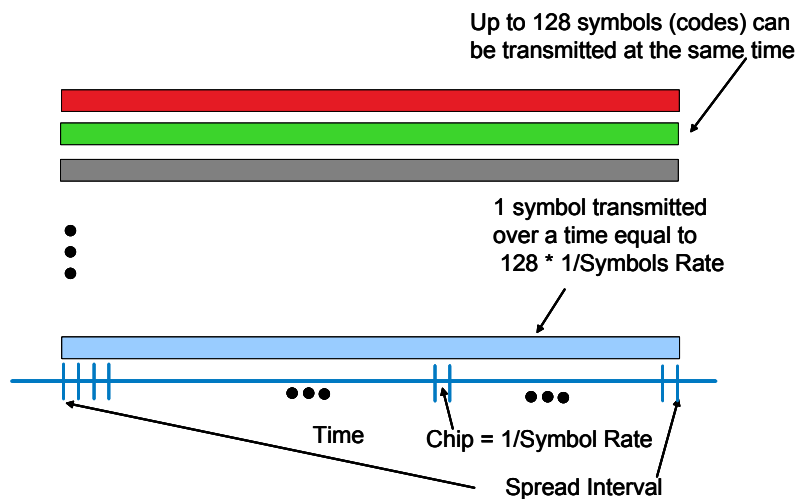 Up to 128 symbols (codes) can
be transmitted at the same time
1 symbol transmitted
over a time equal to
128 * 1/Symbols Rate
Time
Chip = 1/Symbol Rate
Spread Interval